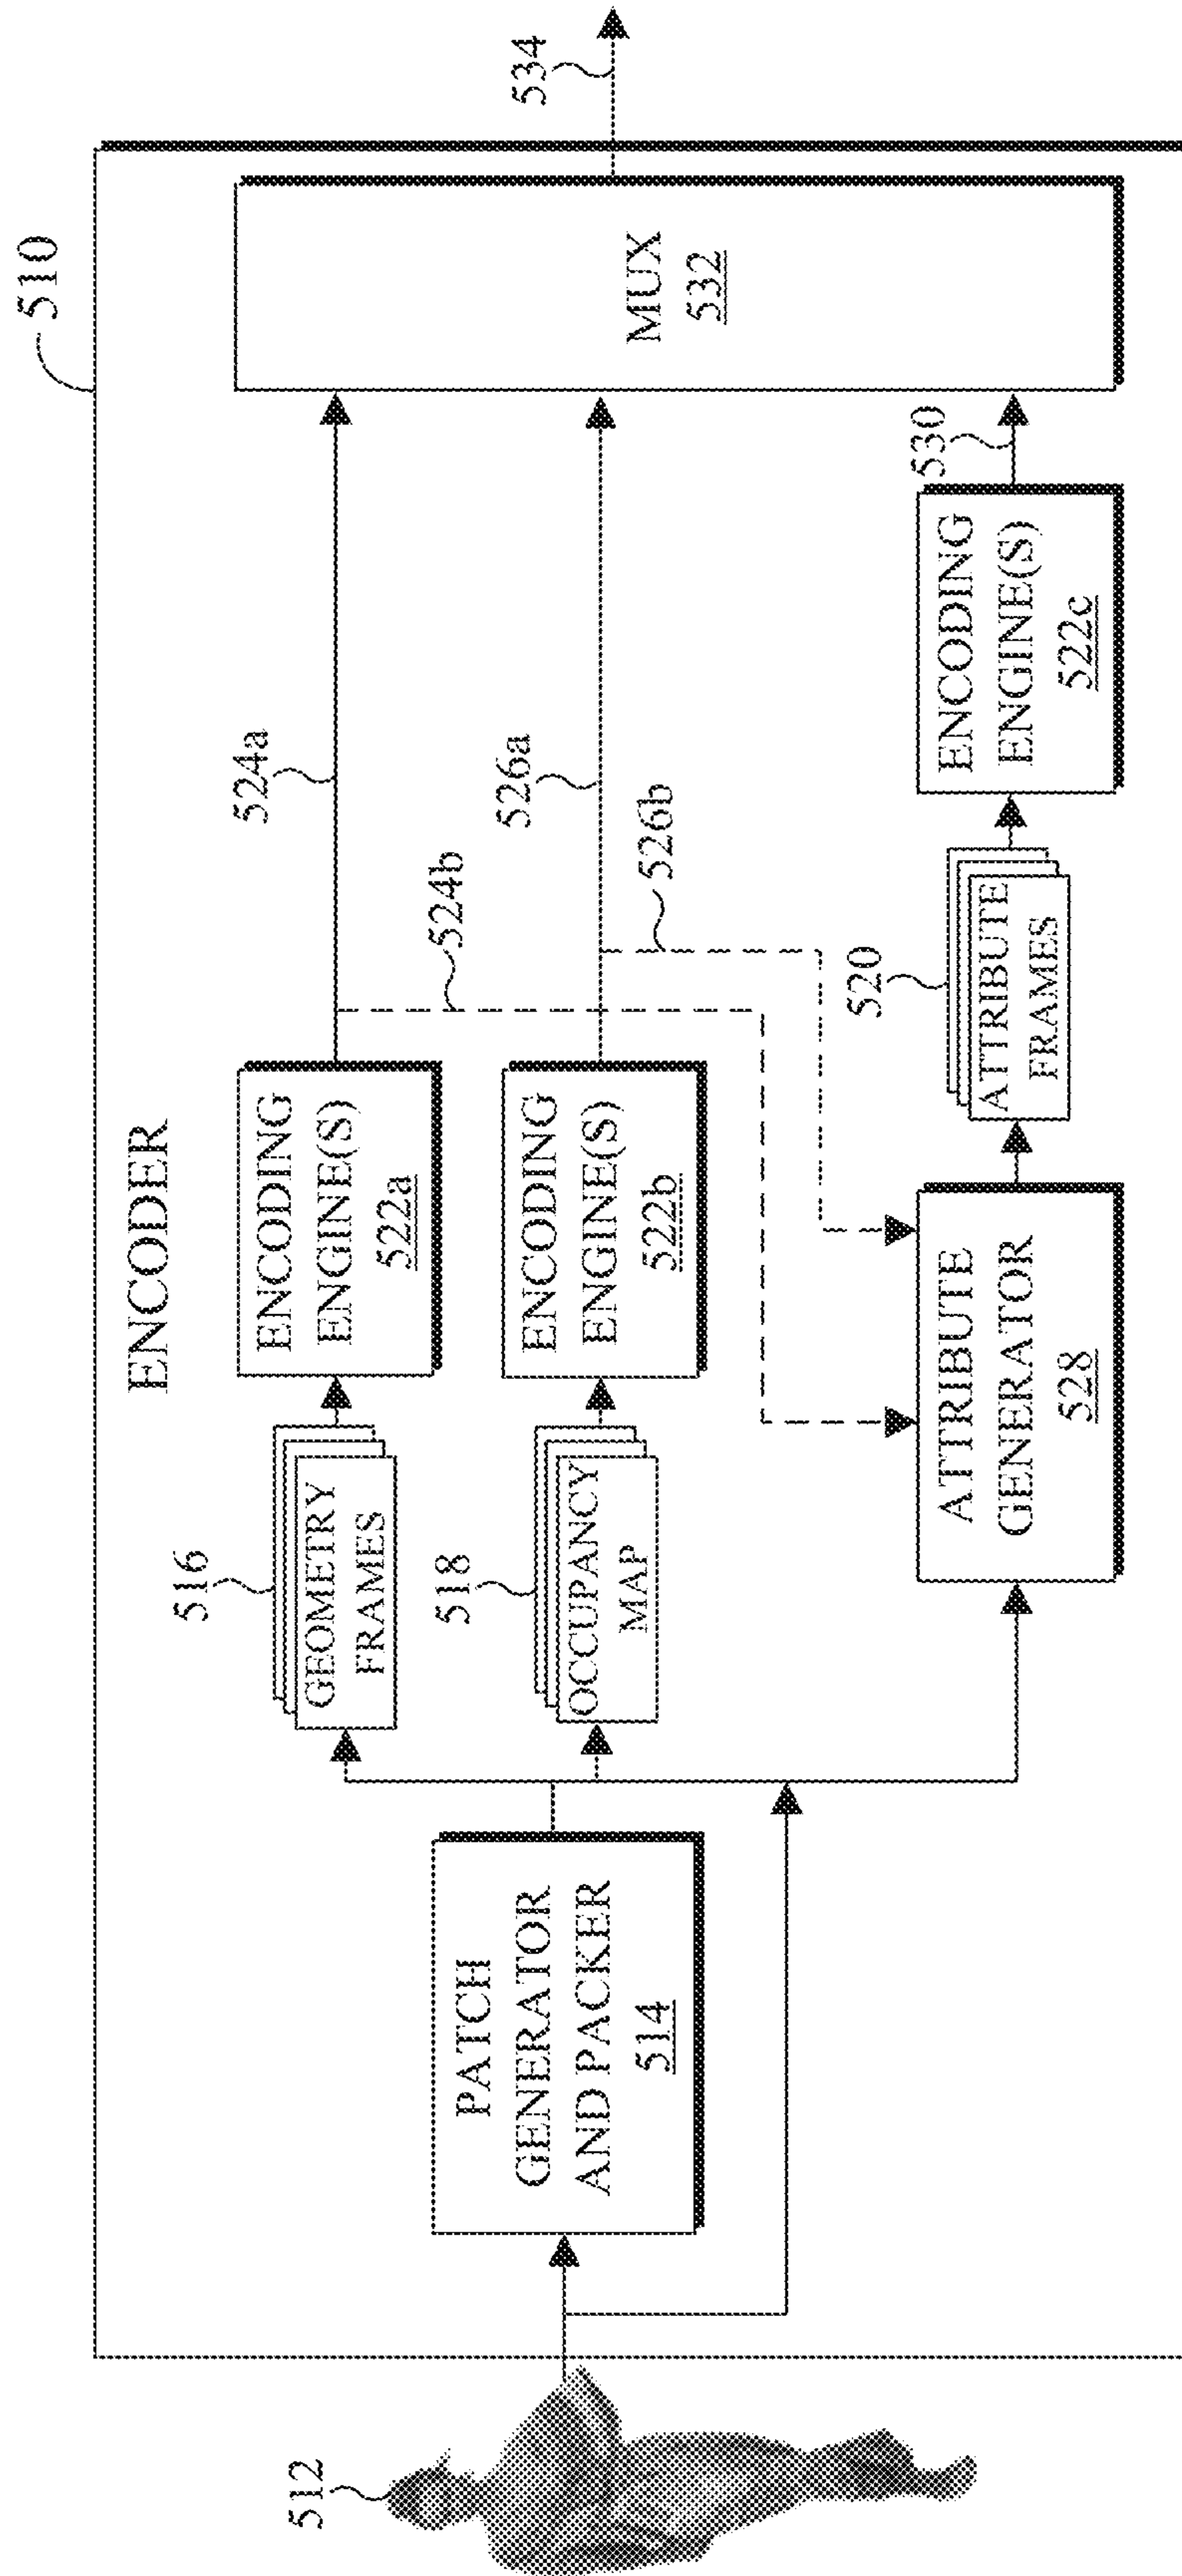 510
ENCODER
512
PATCH
GENERATOR
AND PACKER
514
516
GEOMETRY
FRAMES
518
OCCUPANCY
MAP
ENCODING
ENGINE(S)
522a
ENCODING
ENGINE(S)
522b
524a
524b
526a
526b
ATTRIBUTE
GENERATOR
528
520
ATTRIBUTE
FRAMES
ENCODING
ENGINE(S)
522c
530
MUX
532
534